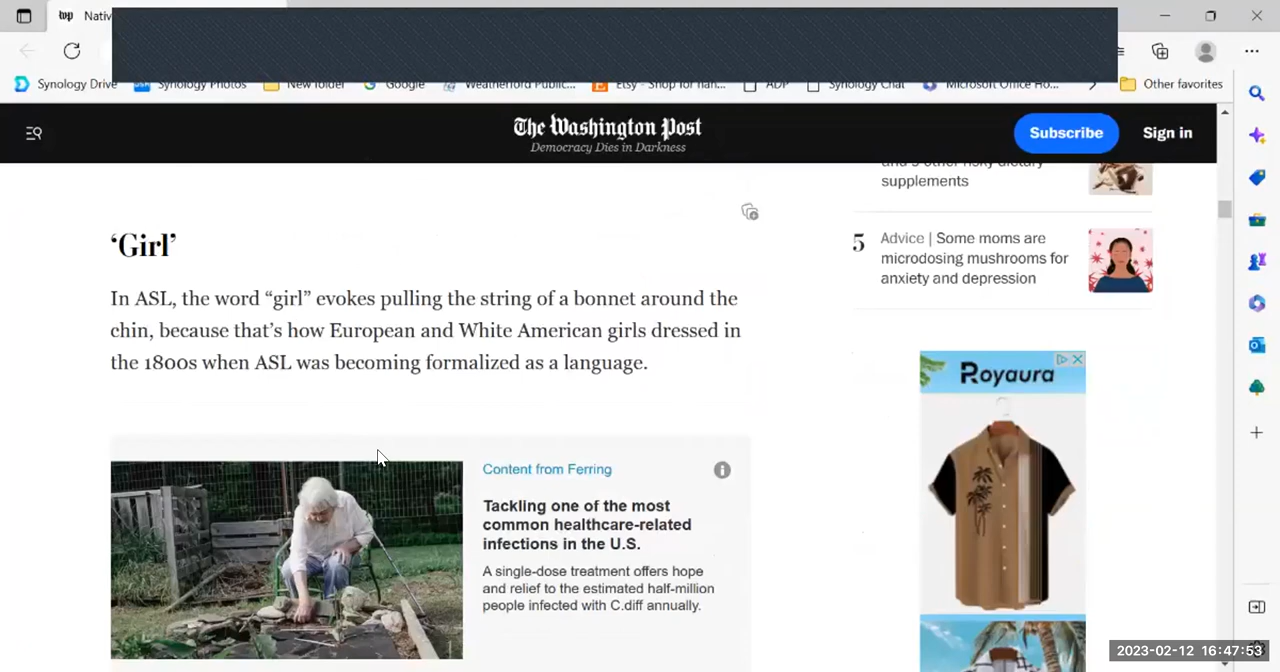 Nativ
Synology Drive
Synology Photos
New folder
Google
Weatherford Public...
Etsy - Shop for han...
ADP
Synology Chat
Microsoft Office Ho...
Other favorites
The Washington Post
Democracy Dies in Darkness
Subscribe
Sign in
supplements
‘Girl’
In ASL, the word “girl” evokes pulling the string of a bonnet around the
chin, because that’s how European and White American girls dressed in
the 1800s when ASL was becoming formalized as a language.
5
Advice | Some moms are
microdosing mushrooms for
anxiety and depression
Royaura
Content from Ferring
Tackling one of the most
common healthcare-related
infections in the U.S.
A single-dose treatment offers hope
and relief to the estimated half-million
people infected with C.diff annually.
2023-02-12 16:47:53